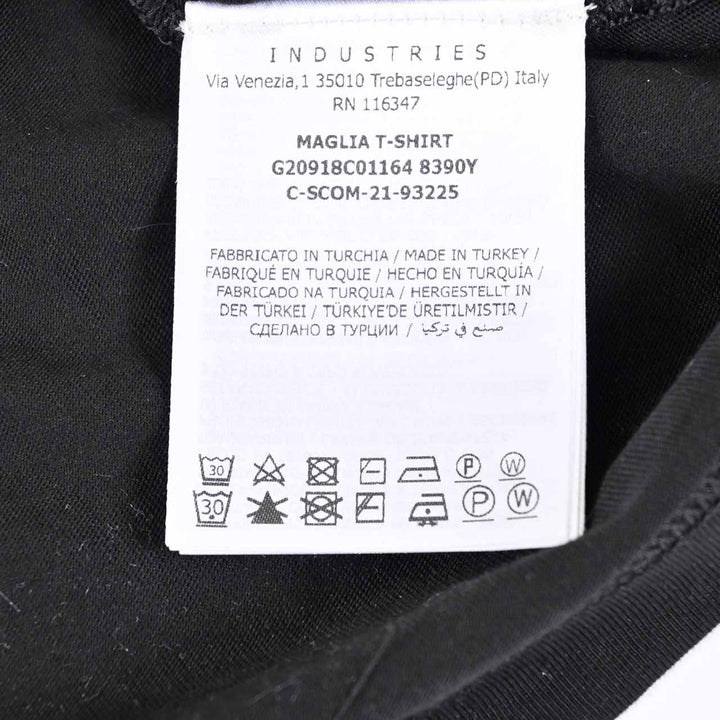 INDUSTRIES
Via Venezia,1 35010 Trebaseleghe(PD) Italy
RN 116347
MAGLIA T-SHIRT
G20918C01164 8390Y
C-SCOM-21-93225
FABBRICATO IN TURCHIA / MADE IN TURKEY /
FABRIQUÉ EN TURQUIE / HECHO EN TURQUÍA /
FABRICADO NA TURQUIA / HERGESTELLT IN
DER TÜRKEI / TÜRKIYE'DE ÜRETILMISTIR /
СДЕЛАНО В ТУРЦИИ / صنع في تركيا
30 P W
30 P W